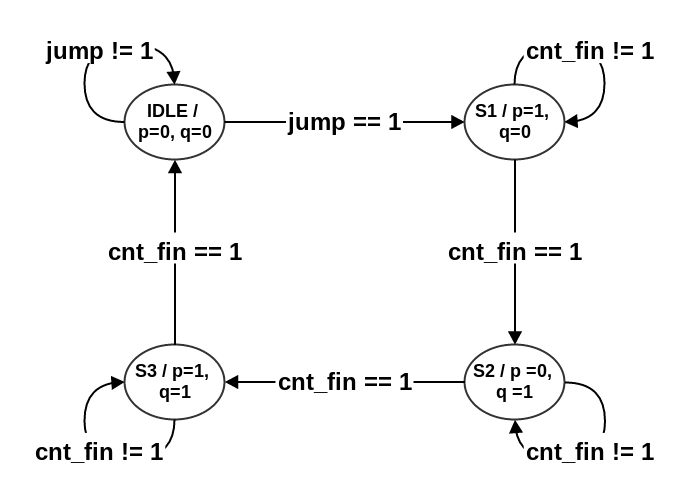 jump != 1
cnt_fin != 1
IDLE /
p=0, q=0
jump == 1
S1 / p=1,
q=0
cnt_fin == 1
cnt_fin == 1
S3 / p=1,
q=1
cnt_fin == 1
S2 / p =0,
q =1
cnt_fin != 1
cnt_fin != 1